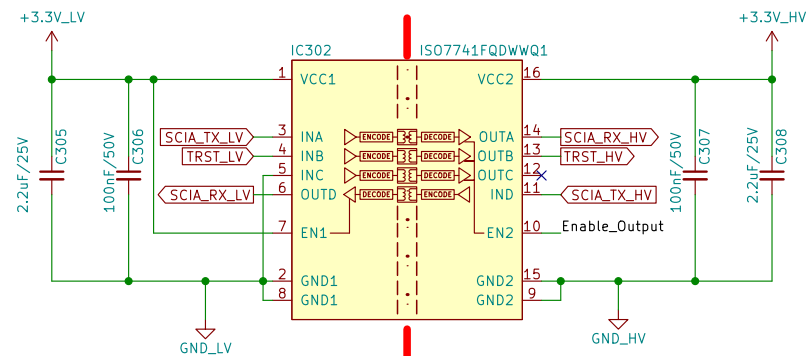 +3.3V_LV
+3.3V_HV
IC302
ISO7741FQDWWQ1
1 VCC1
VCC2 16
SCIA_TX_LV 3 INA ENCODE DECODE OUTA 14 SCIA_RX_HV
TRST_LV 4 INB ENCODE DECODE OUTB 13 TRST_HV
5 INC ENCODE DECODE OUTC 12
SCIA_RX_LV 6 OUTD DECODE ENCODE IND 11 SCIA_TX_HV
7 EN1
EN2 10 Enable_Output
2 GND1
GND2 15
8 GND1
GND2 9
GND_LV
GND_HV
2.2uF/25V
C305
100nF/50V
C306
100nF/50V
C307
2.2uF/25V
C308